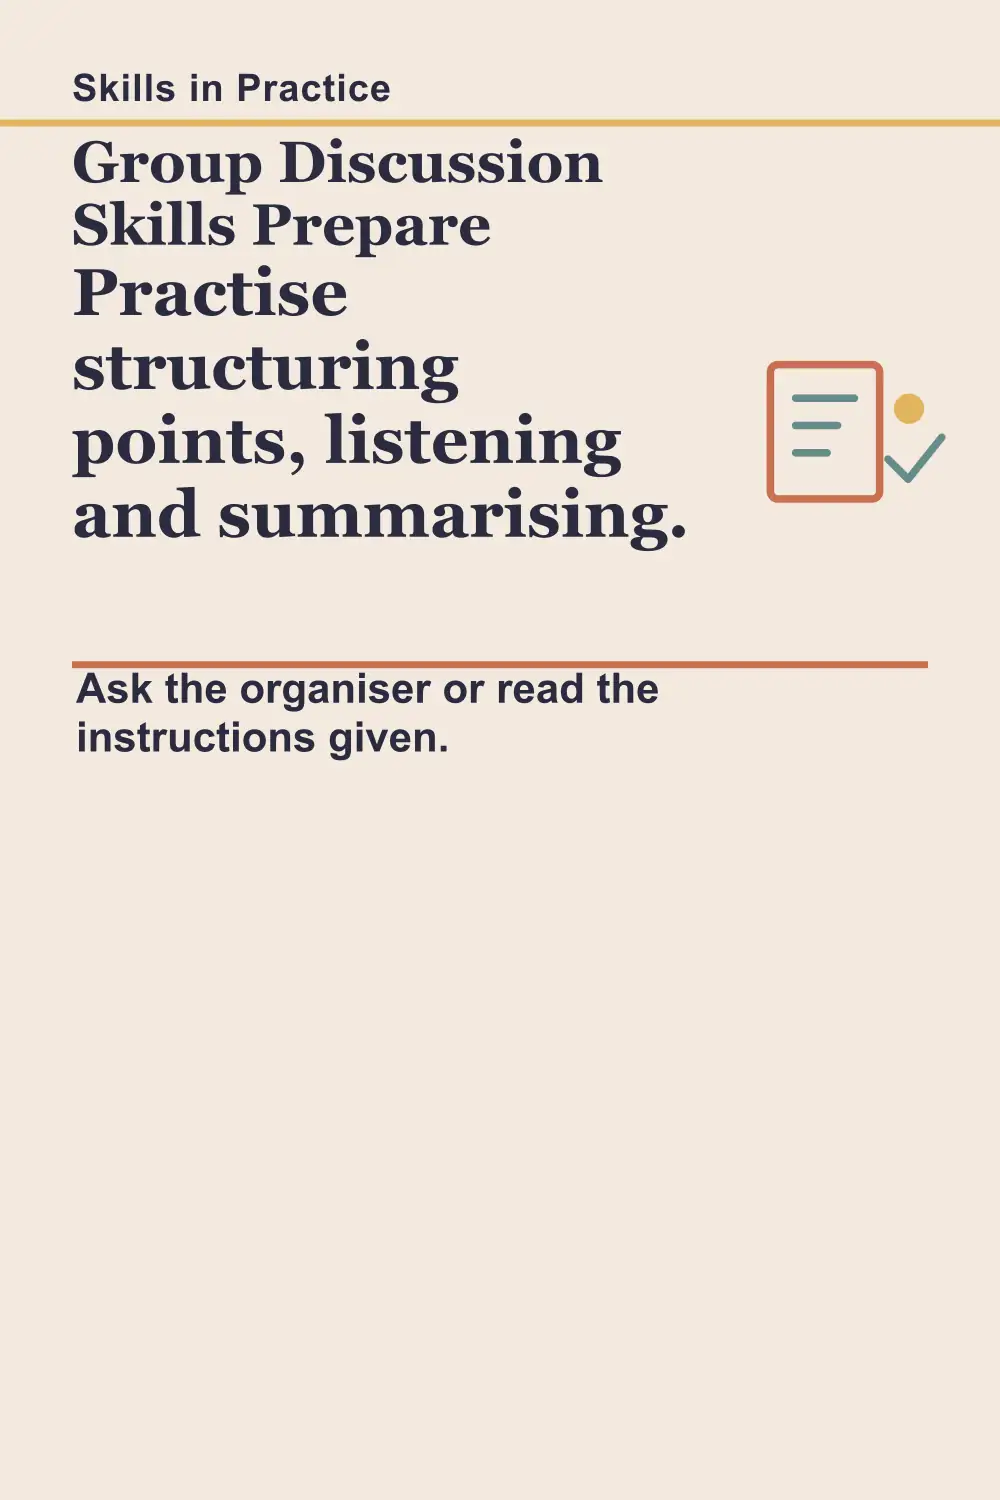 Skills in Practice
Group Discussion
Skills Prepare
Practise
structuring
points, listening
and summarising.
Ask the organiser or read the
instructions given.